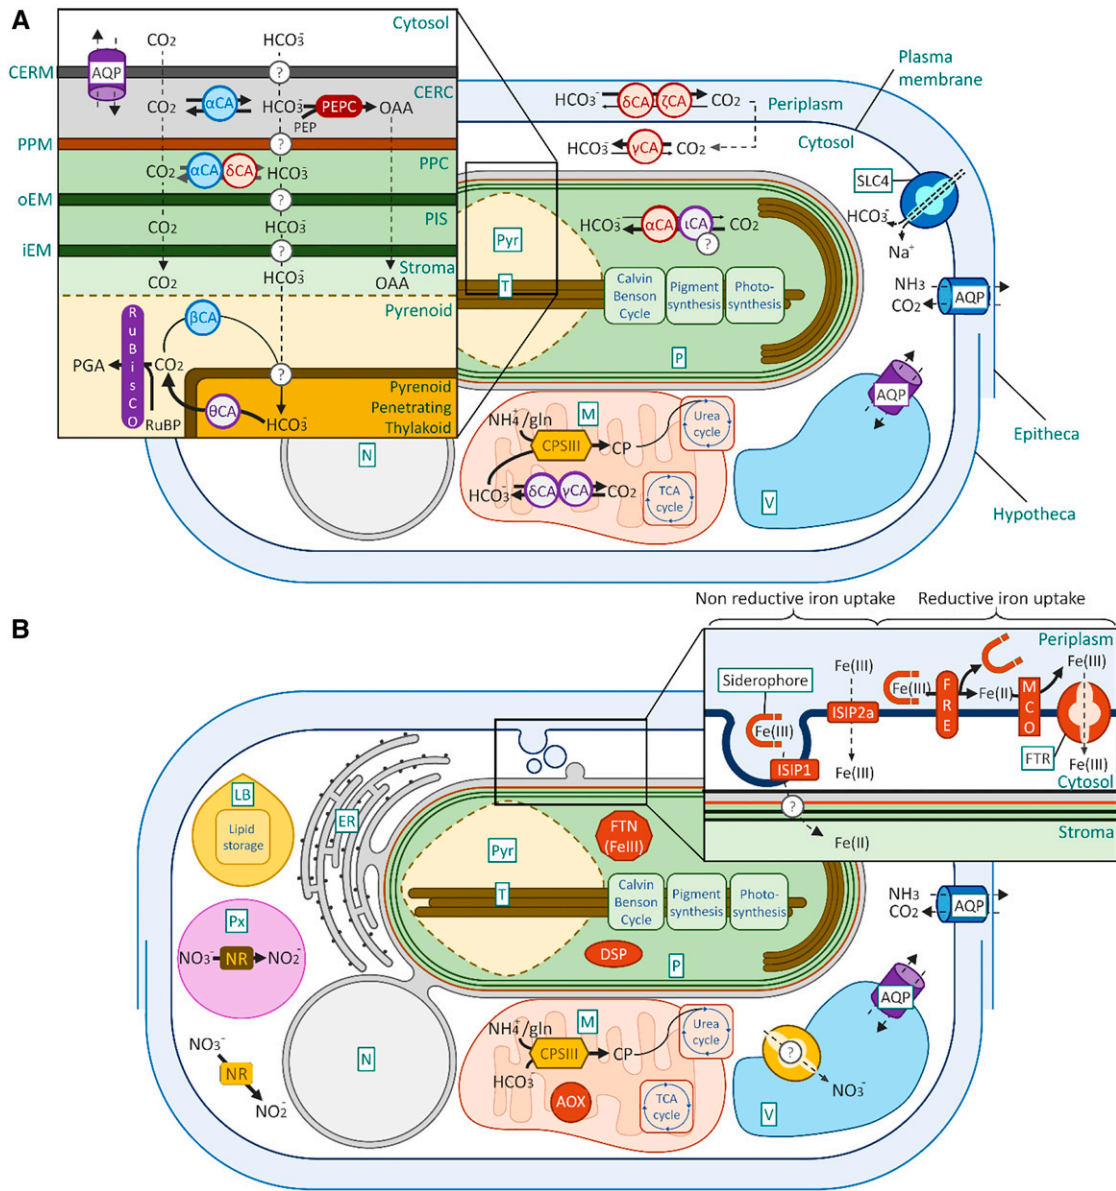 A
Cytosol
CO₂
HCO₃⁻
AQP
?
CERM
CERC
CO₂
αCA
HCO₃⁻
PEPC
OAA
PEP
PPM
?
PPC
CO₂
αCA
δCA
HCO₃⁻
oEM
?
PIS
CO₂
HCO₃⁻
iEM
?
Stroma
CO₂
HCO₃⁻
OAA
Pyrenoid
βCA
RuBisCO
PGA
CO₂
?
Pyrenoid
Penetrating
Thylakoid
θCA
HCO₃⁻
RuBP
Plasma
membrane
HCO₃⁻
δCA
ζCA
CO₂
Periplasm
Cytosol
HCO₃⁻
γCA
CO₂
SLC4
HCO₃⁻
Na⁺
Pyr
HCO₃⁻
αCA
ιCA
CO₂
?
T
Calvin
Benson
Cycle
Pigment
synthesis
Photo-
synthesis
P
NH₃
CO₂
AQP
AQP
NH₄⁺/gln
M
Urea
cycle
CPSIII
CP
HCO₃⁻
δCA
γCA
CO₂
TCA
cycle
N
V
Epitheca
Hypotheca
B
Non reductive iron uptake
Reductive iron uptake
Periplasm
Siderophore
Fe(III)
ISIP1
Fe(III)
ISIP2a
Fe(III)
Fe(III)
FRE
Fe(II)
MCO
Fe(III)
FTR
Fe(III)
Cytosol
?
Stroma
Fe(II)
LB
Lipid
storage
ER
Pyr
FTN
(FeIII)
T
Calvin
Benson
Cycle
Pigment
synthesis
Photo-
synthesis
DSP
P
NH₃
CO₂
AQP
Px
NO₃⁻
NR
NO₂⁻
NO₃⁻
NR
NO₂⁻
N
NH₄⁺/gln
M
Urea
cycle
CPSIII
CP
HCO₃⁻
AOX
TCA
cycle
AQP
?
NO₃⁻
V